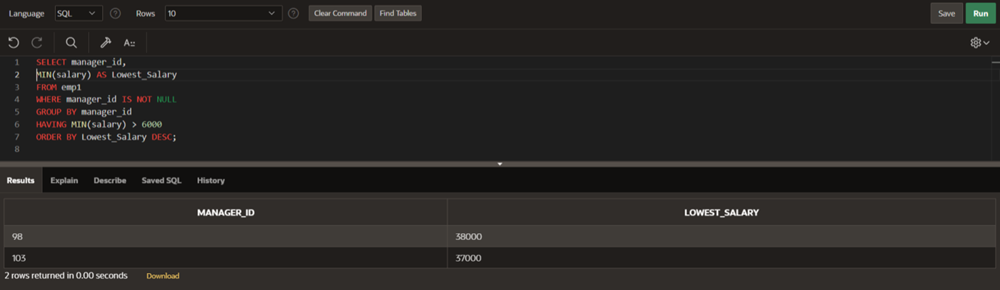 Language SQL Rows 10 Clear Command Find Tables Save Run
A::
1 SELECT manager_id,
2 MIN(salary) AS Lowest_Salary
3 FROM emp1
4 WHERE manager_id IS NOT NULL
5 GROUP BY manager_id
6 HAVING MIN(salary) > 6000
7 ORDER BY Lowest_Salary DESC;
8
Results Explain Describe Saved SQL History
MANAGER_ID LOWEST_SALARY
98 38000
103 37000
2 rows returned in 0.00 seconds Download